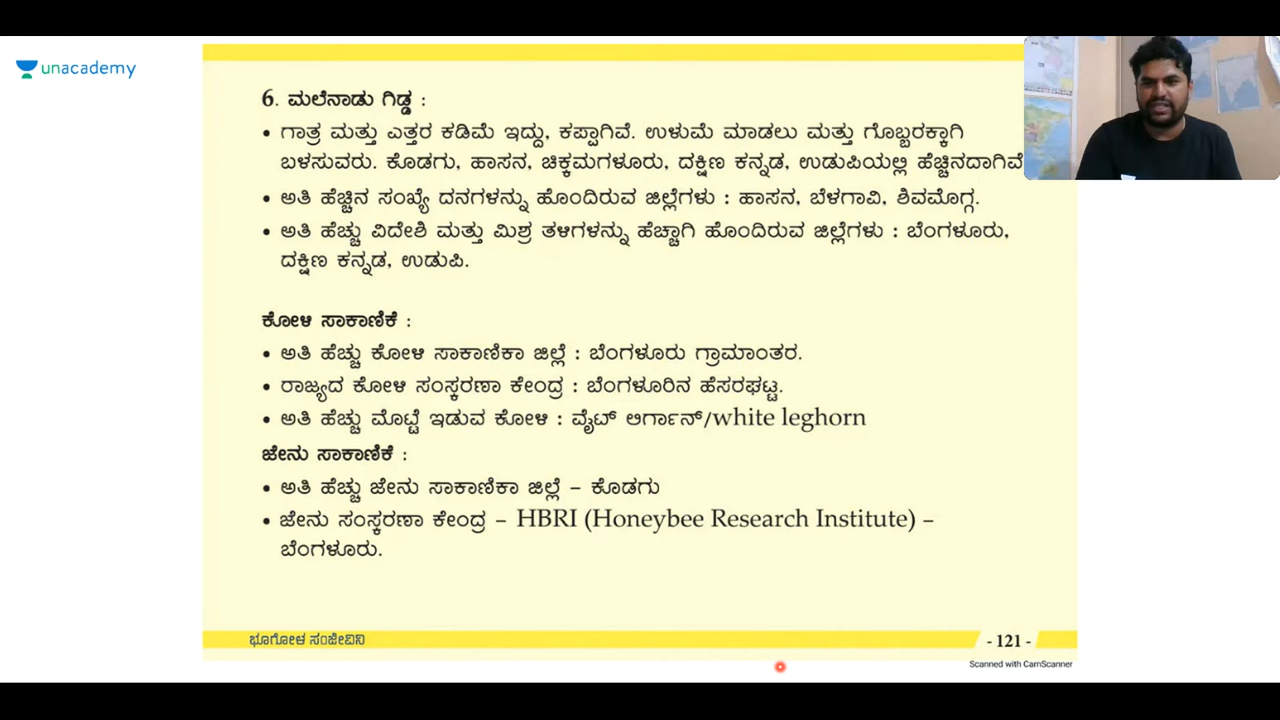 unacademy
6. ಮಲೆನಾಡು ಗಿಡ್ಡ :
• ಗಾತ್ರ ಮತ್ತು ಎತ್ತರ ಕಡಿಮೆ ಇದ್ದು, ಕಪ್ಪಾಗಿವೆ. ಉಳುಮೆ ಮಾಡಲು ಮತ್ತು ಗೊಬ್ಬರಕ್ಕಾಗಿ
ಬಳಸುವರು. ಕೊಡಗು, ಹಾಸನ, ಚಿಕ್ಕಮಗಳೂರು, ದಕ್ಷಿಣ ಕನ್ನಡ, ಉಡುಪಿಯಲ್ಲಿ ಹೆಚ್ಚಿನದಾಗಿವೆ
• ಅತಿ ಹೆಚ್ಚಿನ ಸಂಖ್ಯೆ ದನಗಳನ್ನು ಹೊಂದಿರುವ ಜಿಲ್ಲೆಗಳು : ಹಾಸನ, ಬೆಳಗಾವಿ, ಶಿವಮೊಗ್ಗ.
• ಅತಿ ಹೆಚ್ಚು ವಿದೇಶಿ ಮತ್ತು ಮಿಶ್ರ ತಳಿಗಳನ್ನು ಹೆಚ್ಚಾಗಿ ಹೊಂದಿರುವ ಜಿಲ್ಲೆಗಳು : ಬೆಂಗಳೂರು,
ದಕ್ಷಿಣ ಕನ್ನಡ, ಉಡುಪಿ.
ಕೋಳಿ ಸಾಕಾಣಿಕೆ :
• ಅತಿ ಹೆಚ್ಚು ಕೋಳಿ ಸಾಕಾಣಿಕಾ ಜಿಲ್ಲೆ : ಬೆಂಗಳೂರು ಗ್ರಾಮಾಂತರ.
• ರಾಜ್ಯದ ಕೋಳಿ ಸಂಸ್ಕರಣಾ ಕೇಂದ್ರ : ಬೆಂಗಳೂರಿನ ಹೆಸರಘಟ್ಟ.
• ಅತಿ ಹೆಚ್ಚು ಮೊಟ್ಟೆ ಇಡುವ ಕೋಳಿ : ವೈಟ್ ಲರ್ಗಾನ್/white leghorn
ಜೇನು ಸಾಕಾಣಿಕೆ :
• ಅತಿ ಹೆಚ್ಚು ಜೇನು ಸಾಕಾಣಿಕಾ ಜಿಲ್ಲೆ – ಕೊಡಗು
• ಜೇನು ಸಂಸ್ಕರಣಾ ಕೇಂದ್ರ – HBRI (Honeybee Research Institute) –
ಬೆಂಗಳೂರು.
ಭೂಗೋಳ ಸಂಜೀವಿನಿ
- 121 -
Scanned with CamScanner